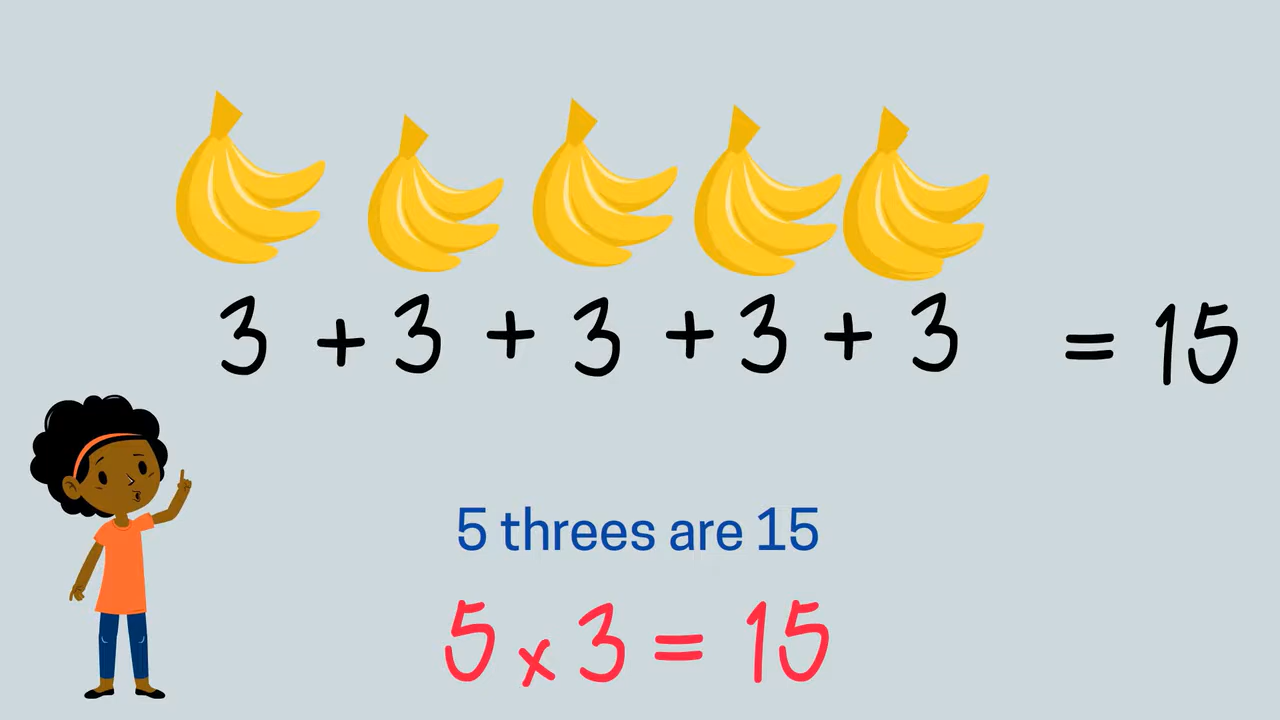 3 + 3 + 3 + 3 + 3 = 15
5 threes are 15
5 x 3 = 15